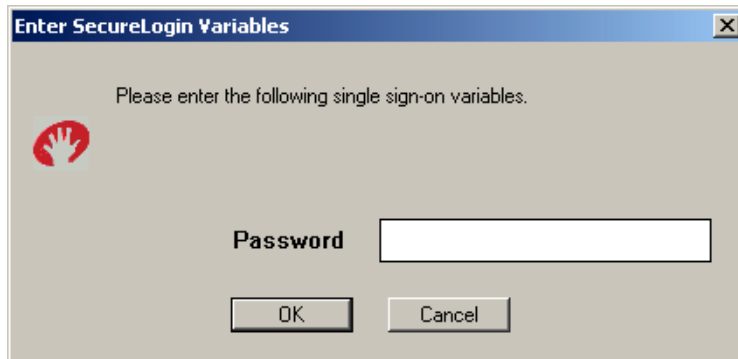 Enter SecureLogin Variables
Please enter the following single sign-on variables.
Password
OK Cancel